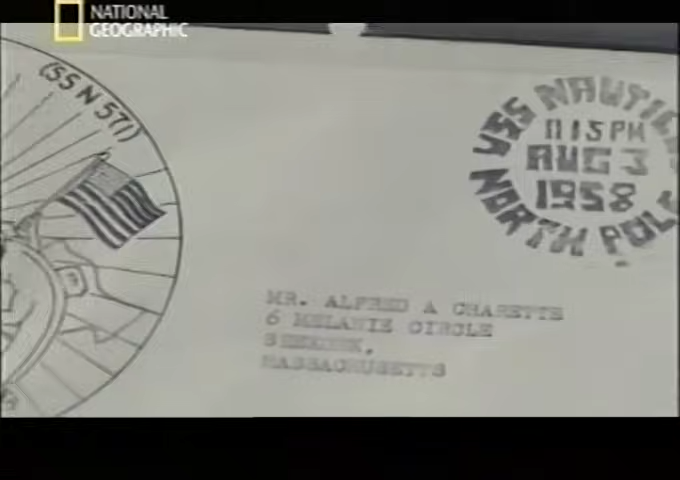 NATIONAL
GEOGRAPHIC
(SS N 571)
USS NAUTIL
11 15 PM
AUG 3
1958
NORTH POL
MR. ALFRED A CHARETTE
6 MELANIE CIRCLE
MASSACHUSETTS